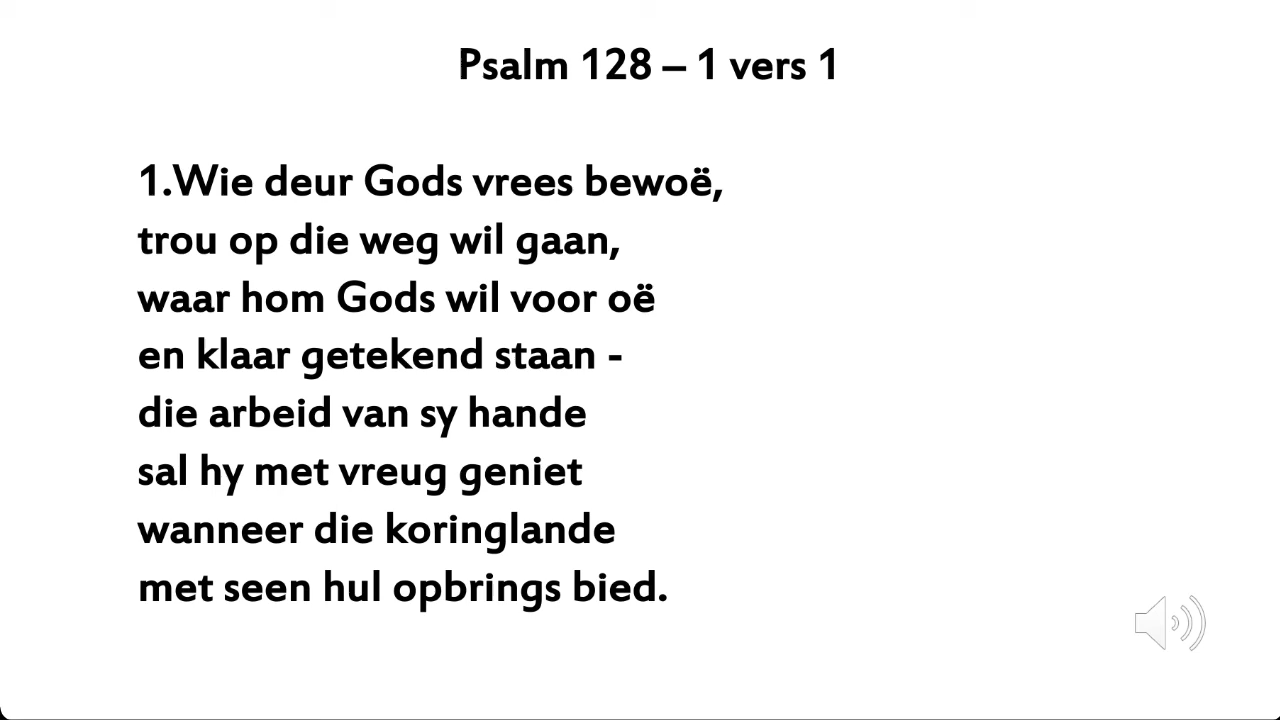 Psalm 128 – 1 vers 1
1.Wie deur Gods vrees bewoë,
trou op die weg wil gaan,
waar hom Gods wil voor oë
en klaar getekend staan -
die arbeid van sy hande
sal hy met vreug geniet
wanneer die koringlande
met seen hul opbrings bied.